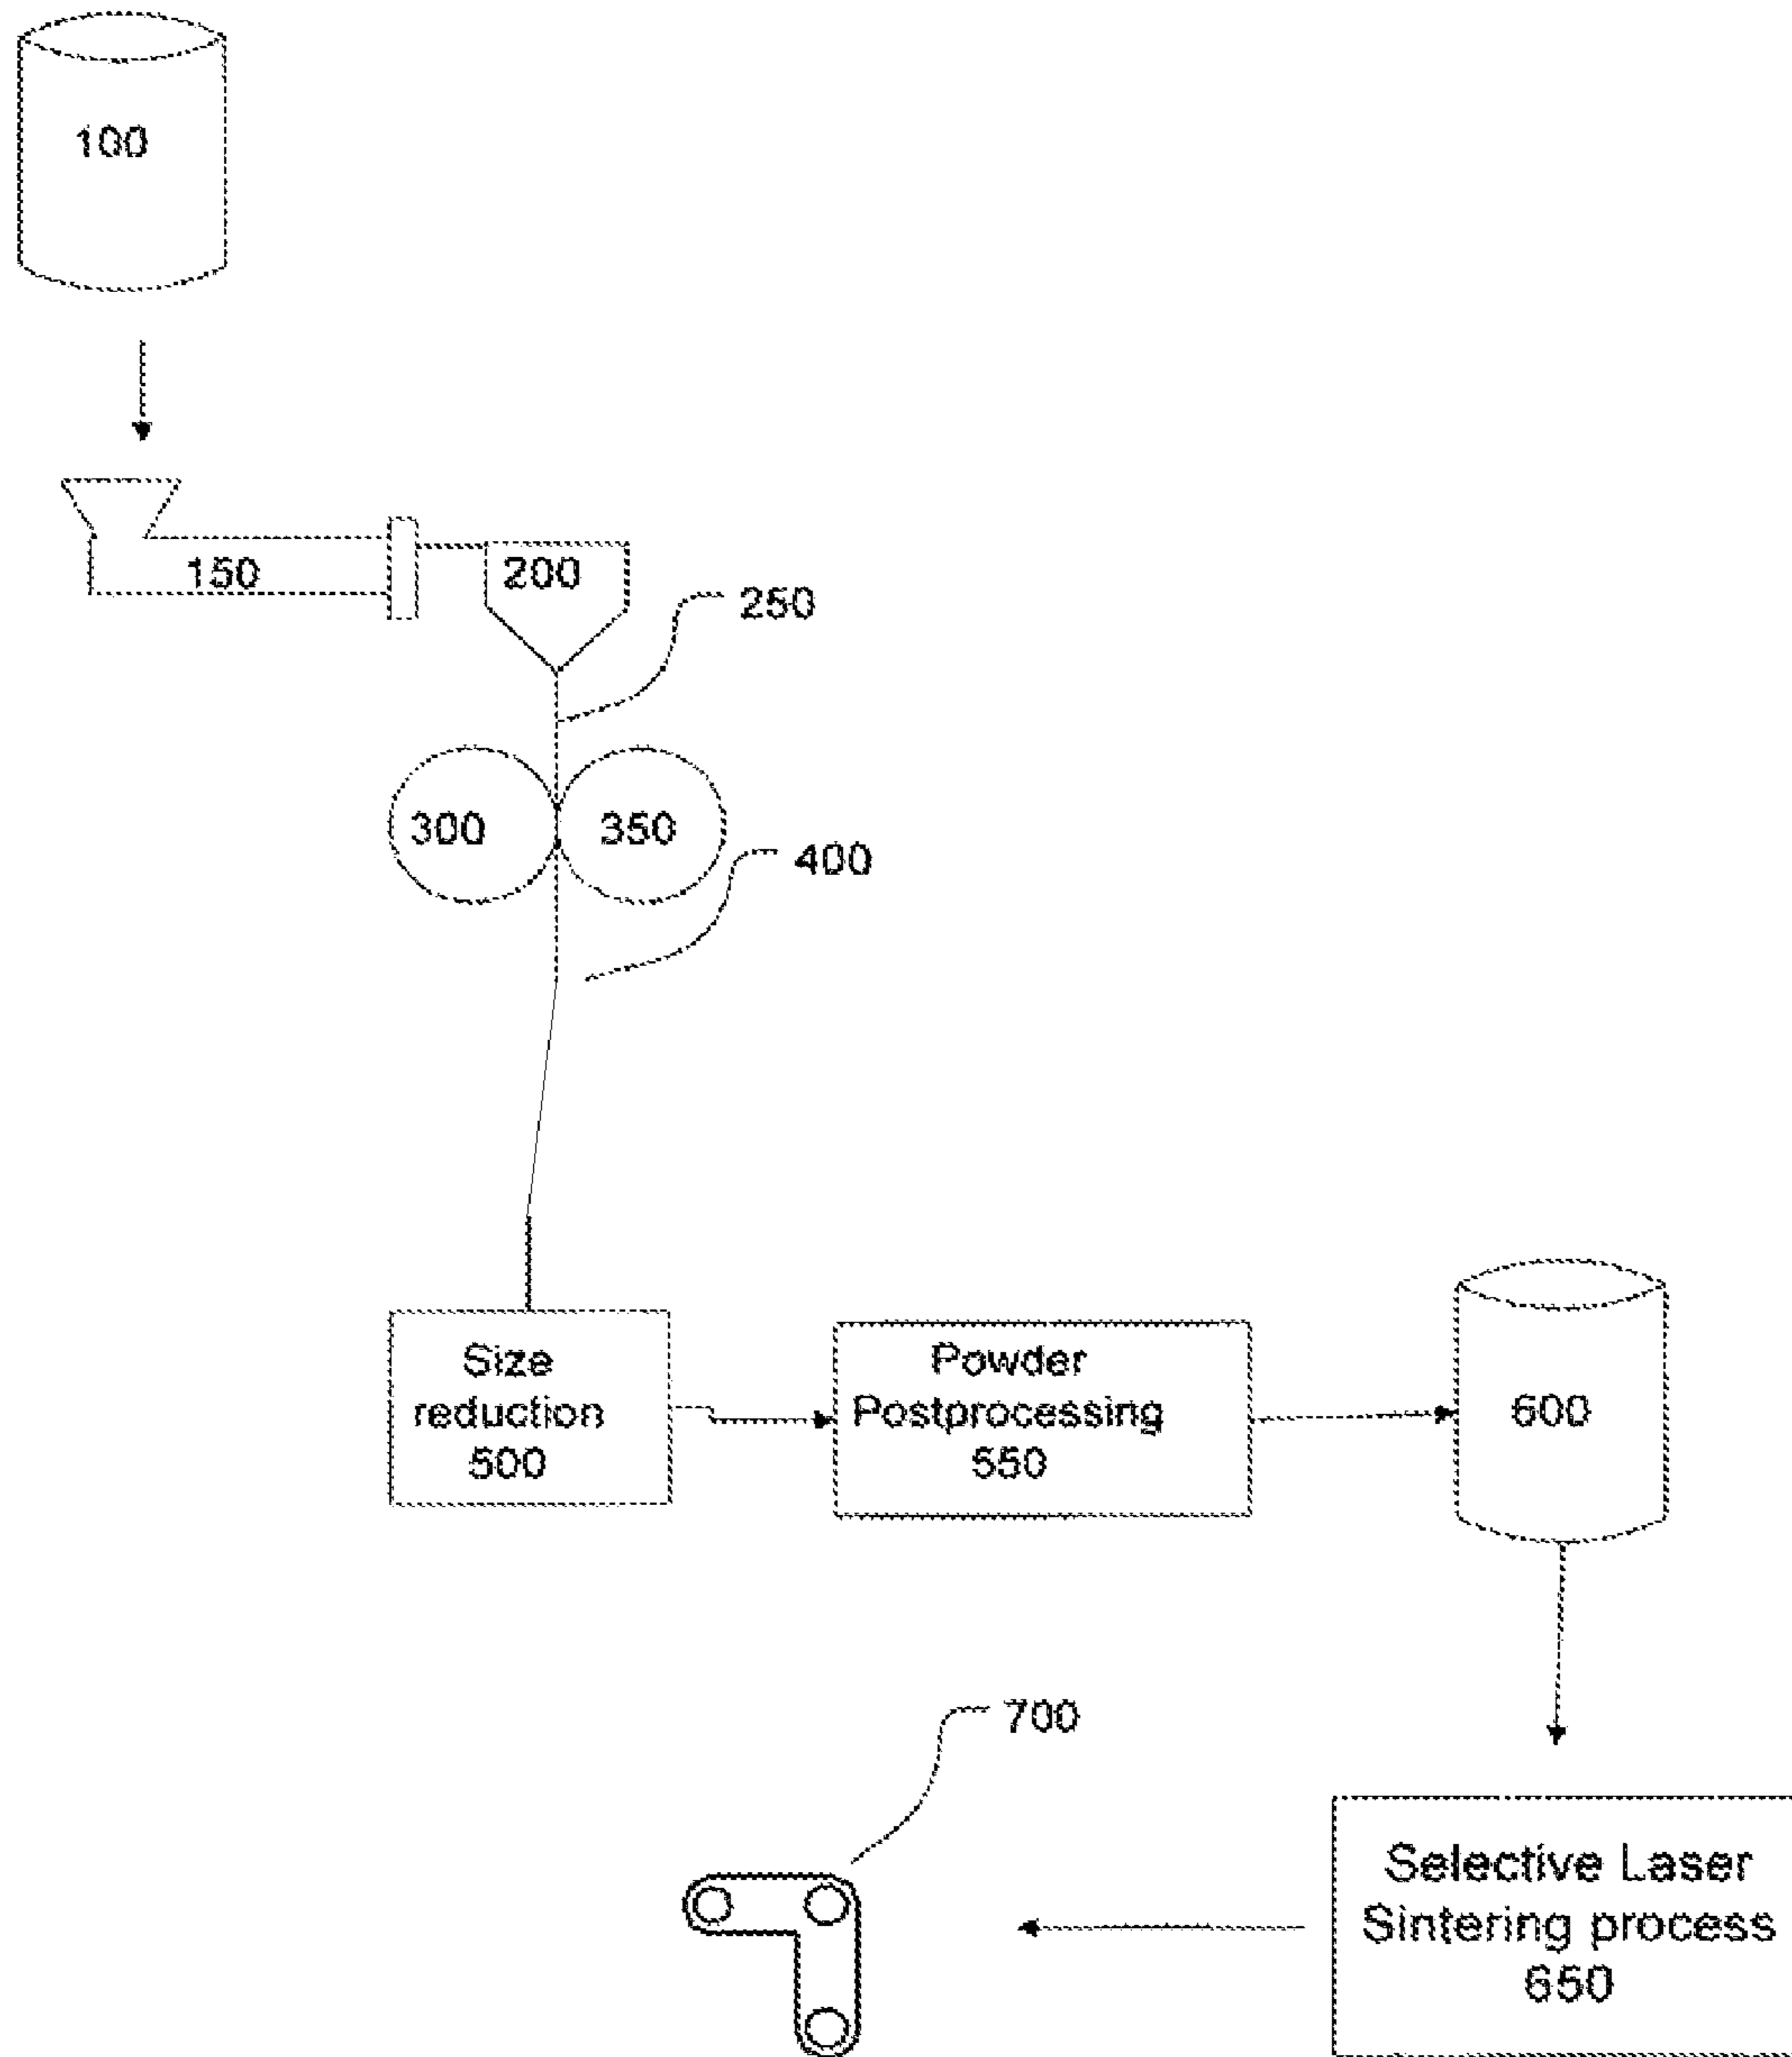 100
150
200
250
300
350
400
Size
reduction
500
Powder
Postprocessing
550
600
700
Selective Laser
Sintering process
650